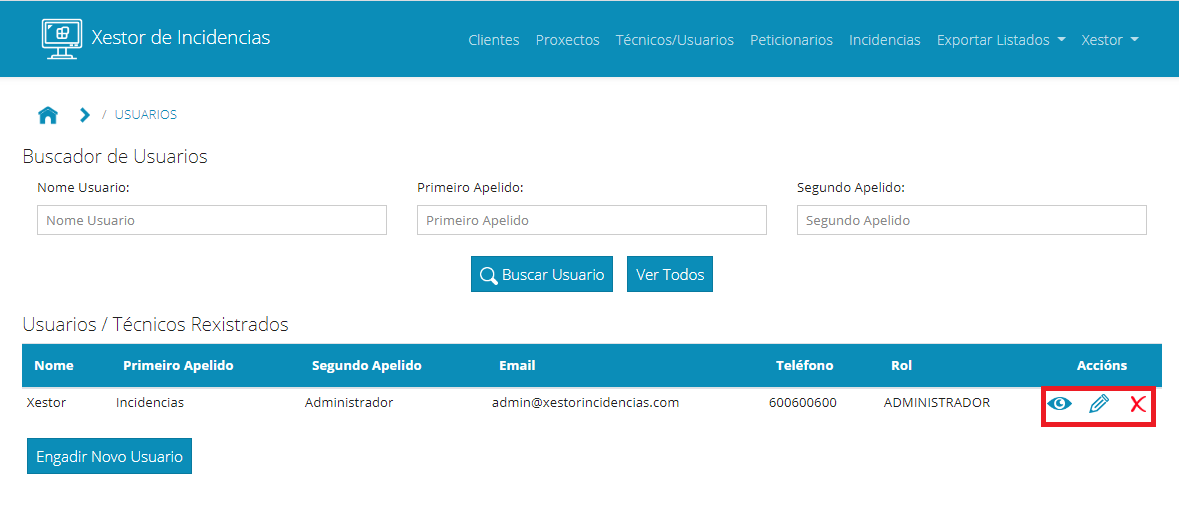 Xestor de Incidencias
Clientes Proxectos Técnicos/Usuarios Peticionarios Incidencias Exportar Listados Xestor
/ USUARIOS
Buscador de Usuarios
Nome Usuario: Primeiro Apelido: Segundo Apelido:
Nome Usuario Primeiro Apelido Segundo Apelido
Buscar Usuario Ver Todos
Usuarios / Técnicos Rexistrados
Nome Primeiro Apelido Segundo Apelido Email Teléfono Rol Accións
Xestor Incidencias Administrador admin@xestorincidencias.com 600600600 ADMINISTRADOR
Engadir Novo Usuario